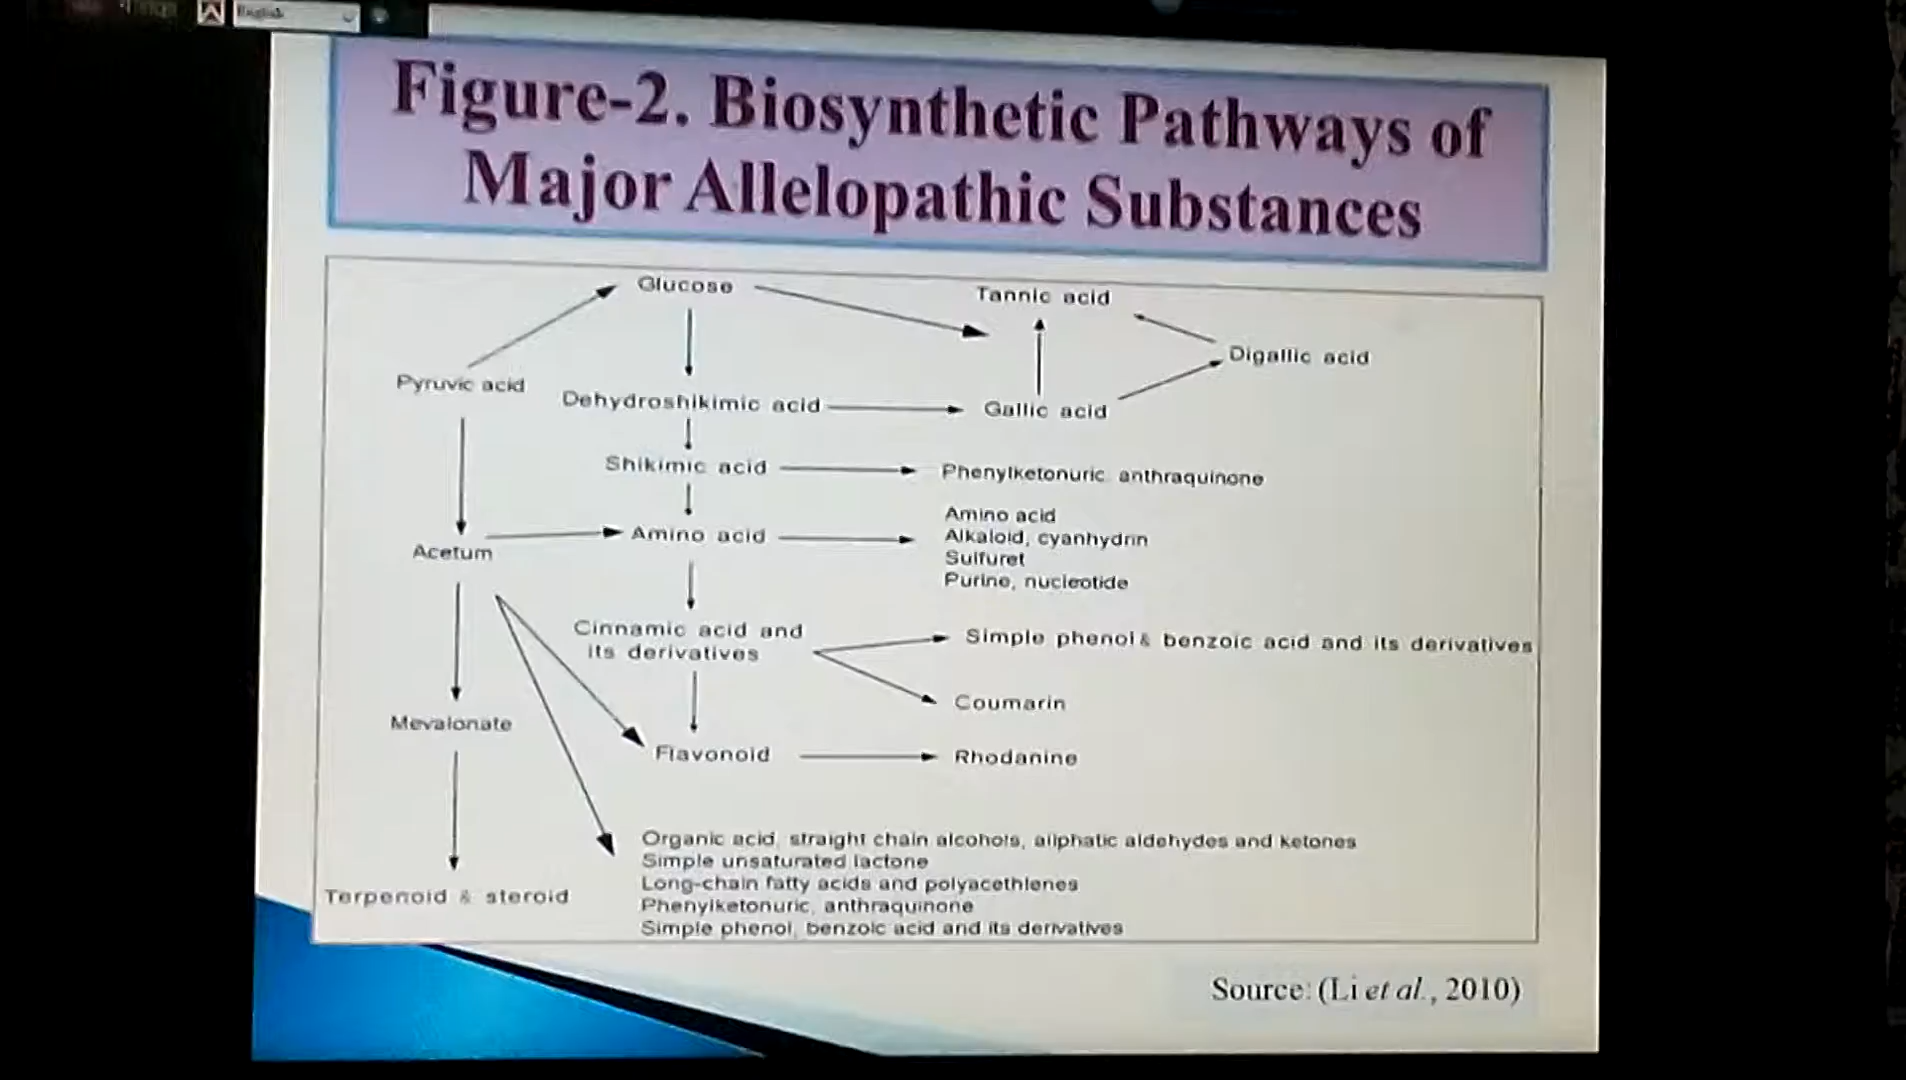 English
Figure-2. Biosynthetic Pathways of
Major Allelopathic Substances
Glucose
Tannic acid
Digallic acid
Pyruvic acid
Dehydroshikimic acid
Gallic acid
Shikimic acid
Phenylketonuric anthraquinone
Amino acid
Acetum
Amino acid
Alkaloid, cyanhydrin
Sulfuret
Purine, nucleotide
Cinnamic acid and
its derivatives
Simple phenol & benzoic acid and its derivatives
Coumarin
Mevalonate
Flavonoid
Rhodanine
Terpenoid & steroid
Organic acid, straight chain alcohols, aliphatic aldehydes and ketones
Simple unsaturated lactone
Long-chain fatty acids and polyacethlenes
Phenylketonuric, anthraquinone
Simple phenol, benzoic acid and its derivatives
Source: (Li et al., 2010)